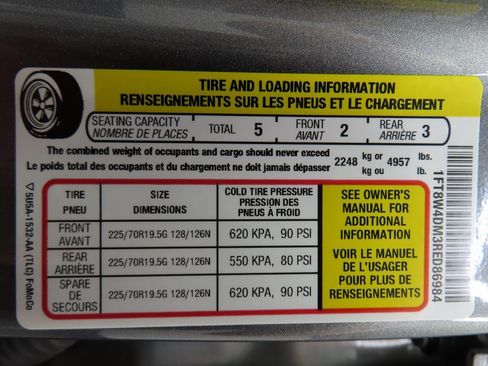 TIRE AND LOADING INFORMATION
RENSEIGNEMENTS SUR LES PNEUS ET LE CHARGEMENT
SEATING CAPACITY
NOMBRE DE PLACES
TOTAL 5
FRONT
AVANT 2
REAR
ARRIÈRE 3
The combined weight of occupants and cargo should never exceed
Le poids total des occupants et du chargement ne doit jamais dépasser
2248 kg or
kg ou 4957 lbs.
lb.
TIRE
PNEU
SIZE
DIMENSIONS
COLD TIRE PRESSURE
PRESSION DES
PNEUS À FROID
FRONT
AVANT
225/70R19.5G 128/126N
620 KPA, 90 PSI
REAR
ARRIÈRE
225/70R19.5G 128/126N
550 KPA, 80 PSI
SPARE
DE
SECOURS
225/70R19.5G 128/126N
620 KPA, 90 PSI
SEE OWNER'S
MANUAL FOR
ADDITIONAL
INFORMATION
VOIR LE MANUEL
DE L'USAGER
POUR PLUS DE
RENSEIGNEMENTS
1FT8W4DM3RED86984
▽ 5U5A-1532-AA (TLG) FoMoCo